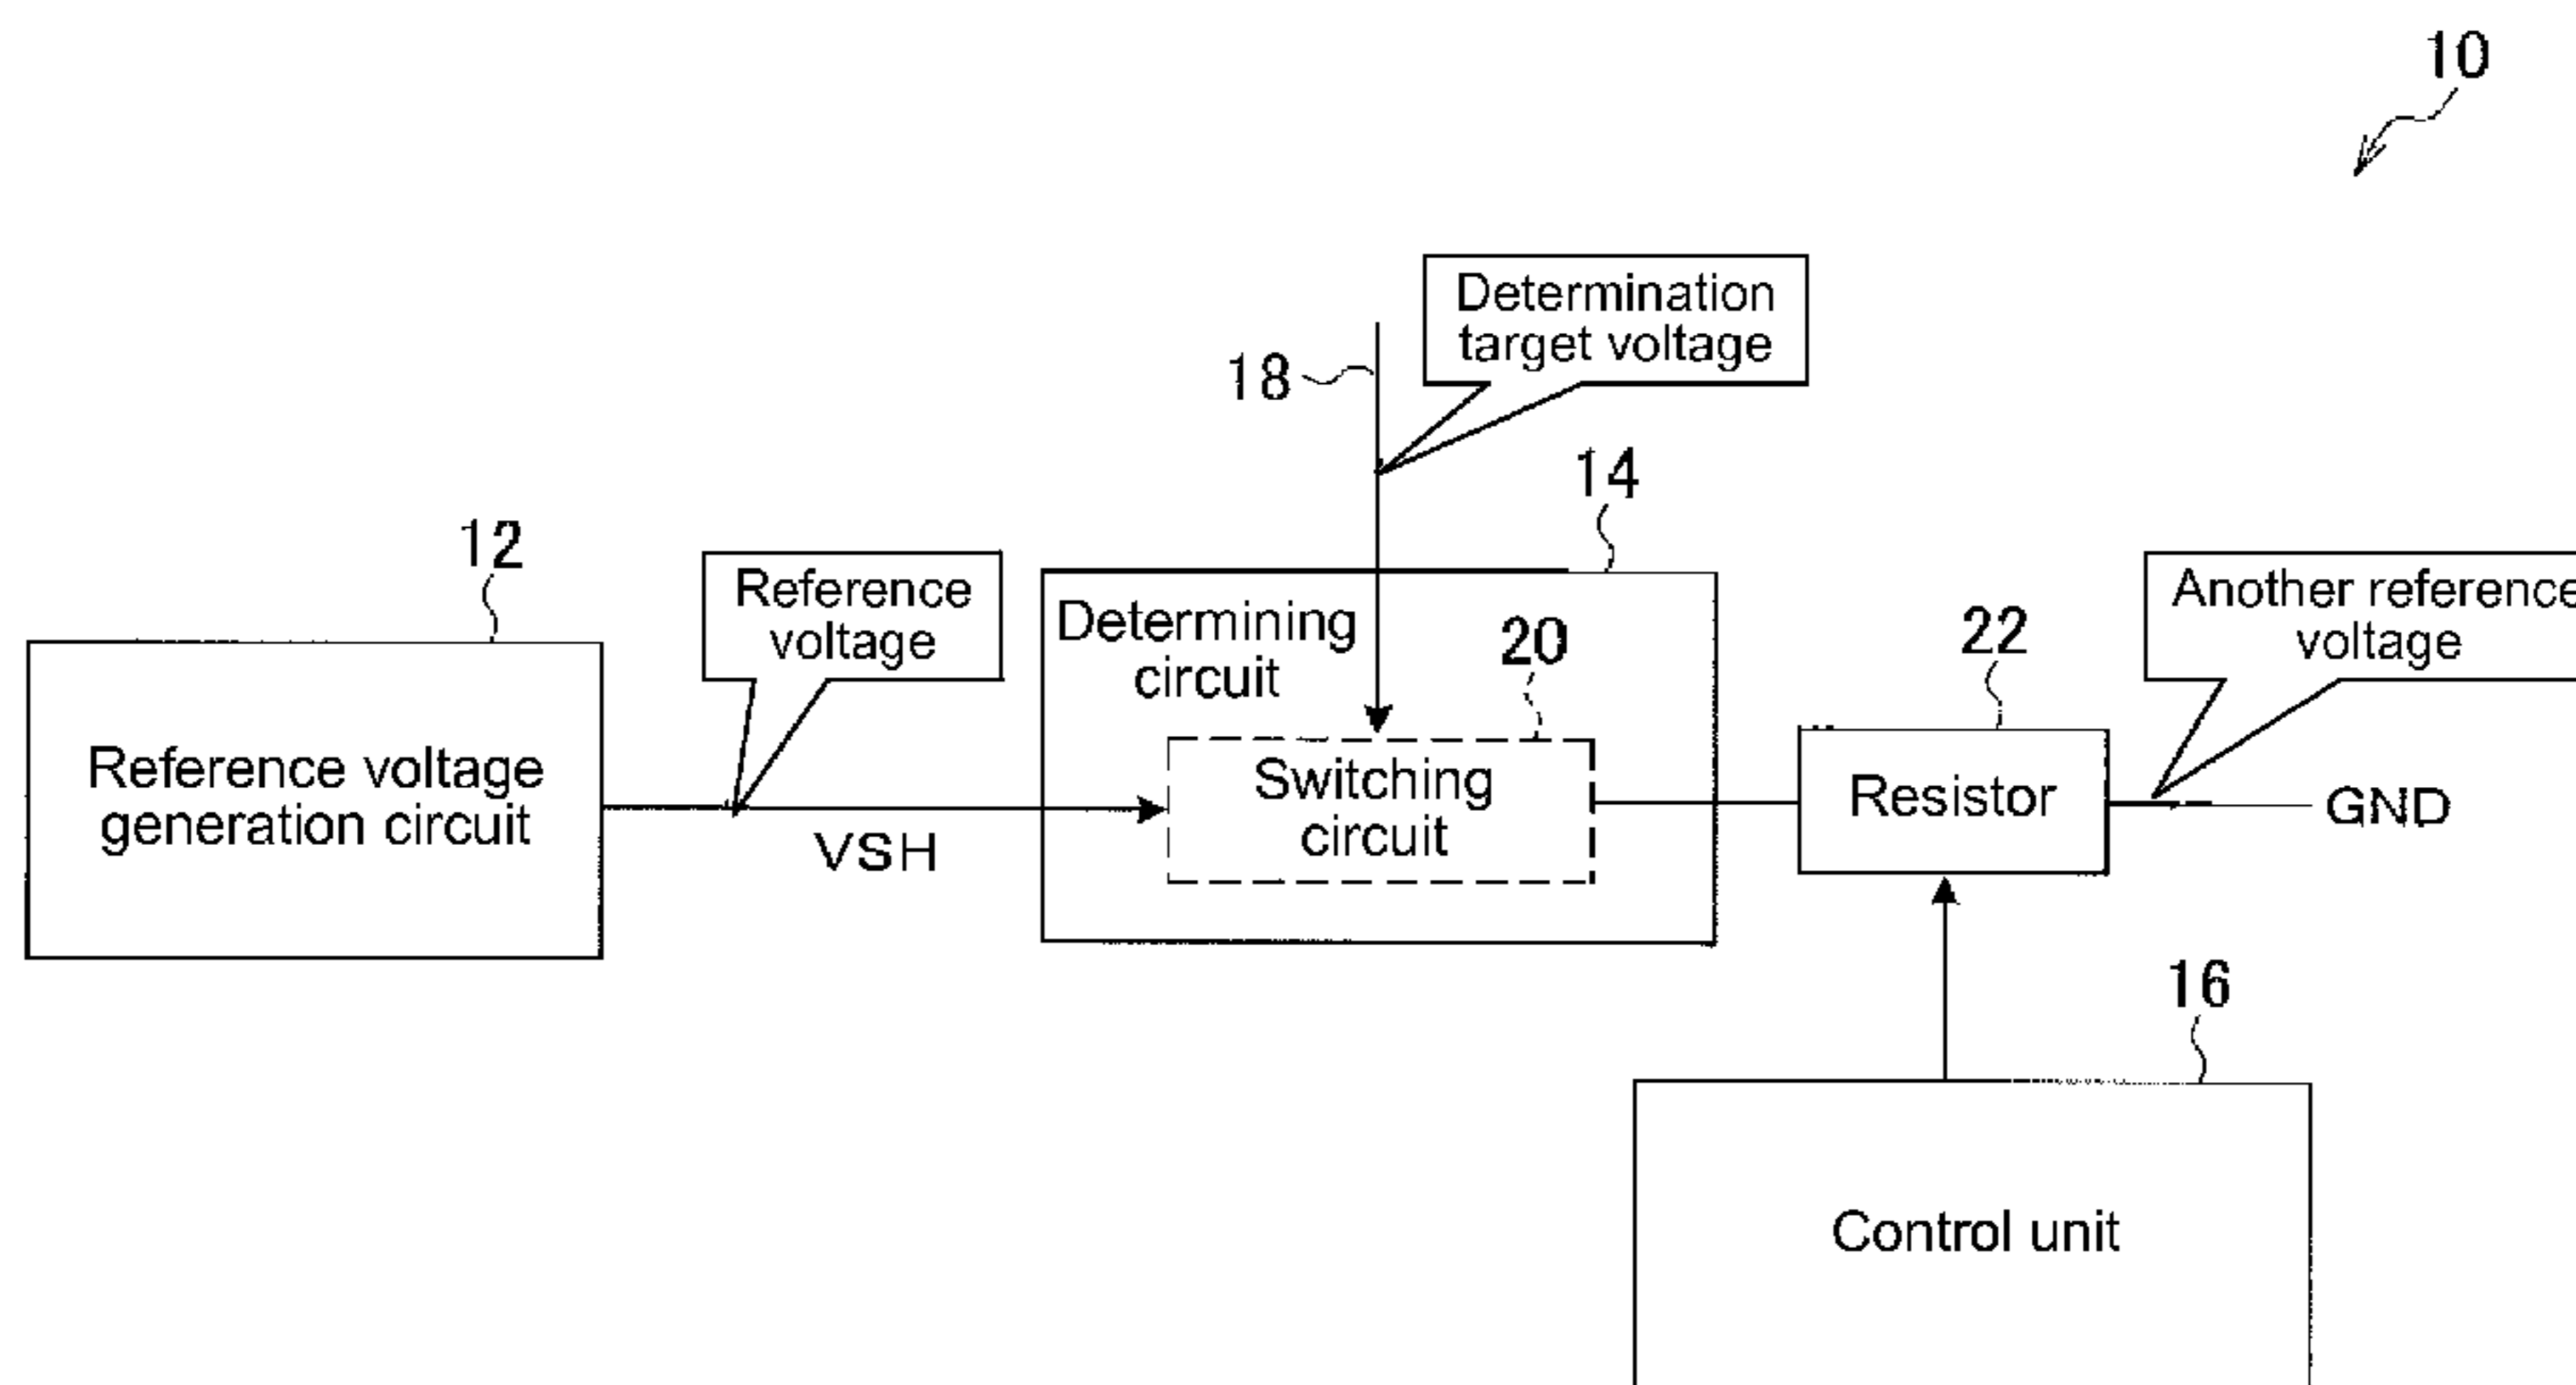 10
Determination
target voltage
18
14
12
Reference
voltage
Another reference
voltage
Determining
circuit
20
22
Reference voltage
generation circuit
Switching
circuit
Resistor
GND
VSH
16
Control unit